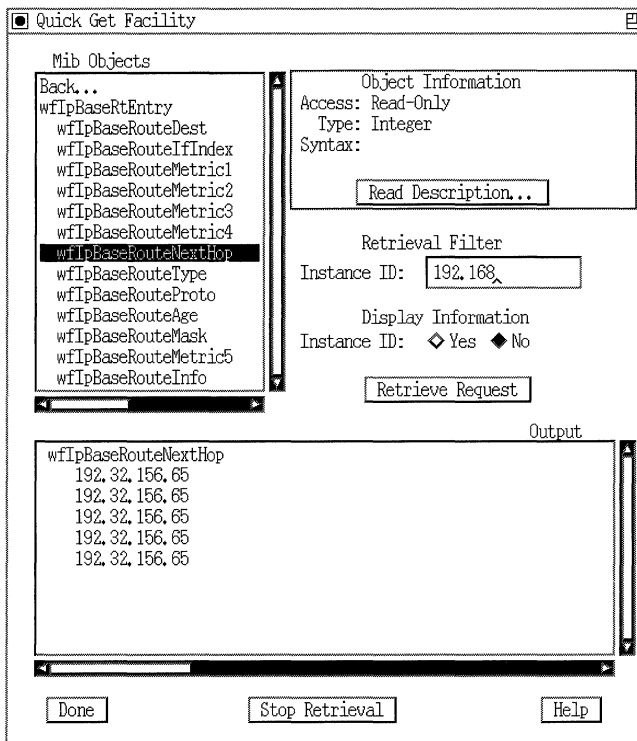 Quick Get Facility
Mib Objects
Back...
wfIpBaseRtEntry
wfIpBaseRouteDest
wfIpBaseRouteIfIndex
wfIpBaseRouteMetric1
wfIpBaseRouteMetric2
wfIpBaseRouteMetric3
wfIpBaseRouteMetric4
wfIpBaseRouteNextHop
wfIpBaseRouteType
wfIpBaseRouteProto
wfIpBaseRouteAge
wfIpBaseRouteMask
wfIpBaseRouteMetric5
wfIpBaseRouteInfo
Object Information
Access: Read-Only
Type: Integer
Syntax:
Read Description...
Retrieval Filter
Instance ID: 192.168
Display Information
Instance ID: Yes No
Retrieve Request
Output
wfIpBaseRouteNextHop
192.32.156.65
192.32.156.65
192.32.156.65
192.32.156.65
192.32.156.65
Done Stop Retrieval Help